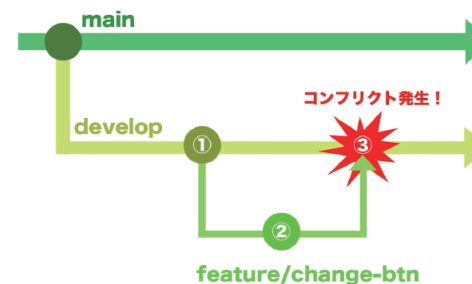 main
コンフリクト発生！
develop
①
③
②
feature/change-btn